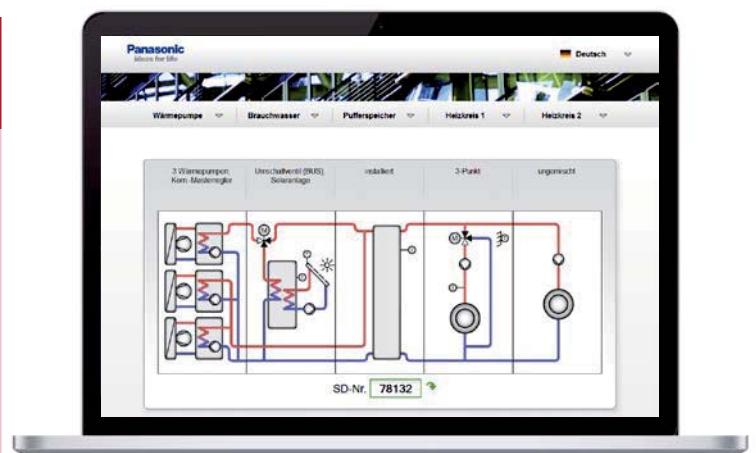 Panasonic
ideas for life
Deutsch
Wärmepumpe
Brauchwasser
Pufferspeicher
Heizkreis 1
Heizkreis 2
3 Wärmepumpen,
Kom.-Masterregler
Umschaltventil (BUS),
Solaranlage
installiert
3-Punkt
ungemischt
M
M
SD-Nr. 78132